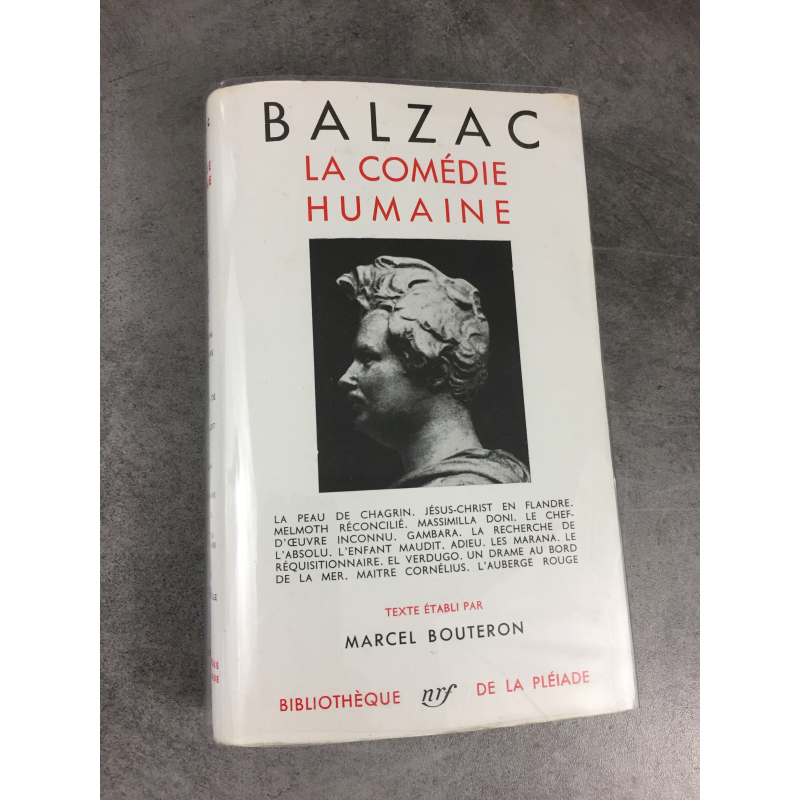 BALZAC
LA COMÉDIE
HUMAINE
LA PEAU DE CHAGRIN. JÉSUS-CHRIST EN FLANDRE.
MELMOTH RÉCONCILIÉ. MASSIMILLA DONI. LE CHEF-
D'ŒUVRE INCONNU. GAMBARA. LA RECHERCHE DE
L'ABSOLU. L'ENFANT MAUDIT. ADIEU. LES MARANA. LE
RÉQUISITIONNAIRE. EL VERDUGO. UN DRAME AU BORD
DE LA MER. MAITRE CORNÉLIUS. L'AUBERGE ROUGE
TEXTE ÉTABLI PAR
MARCEL BOUTERON
BIBLIOTHÈQUE nrf DE LA PLÉIADE